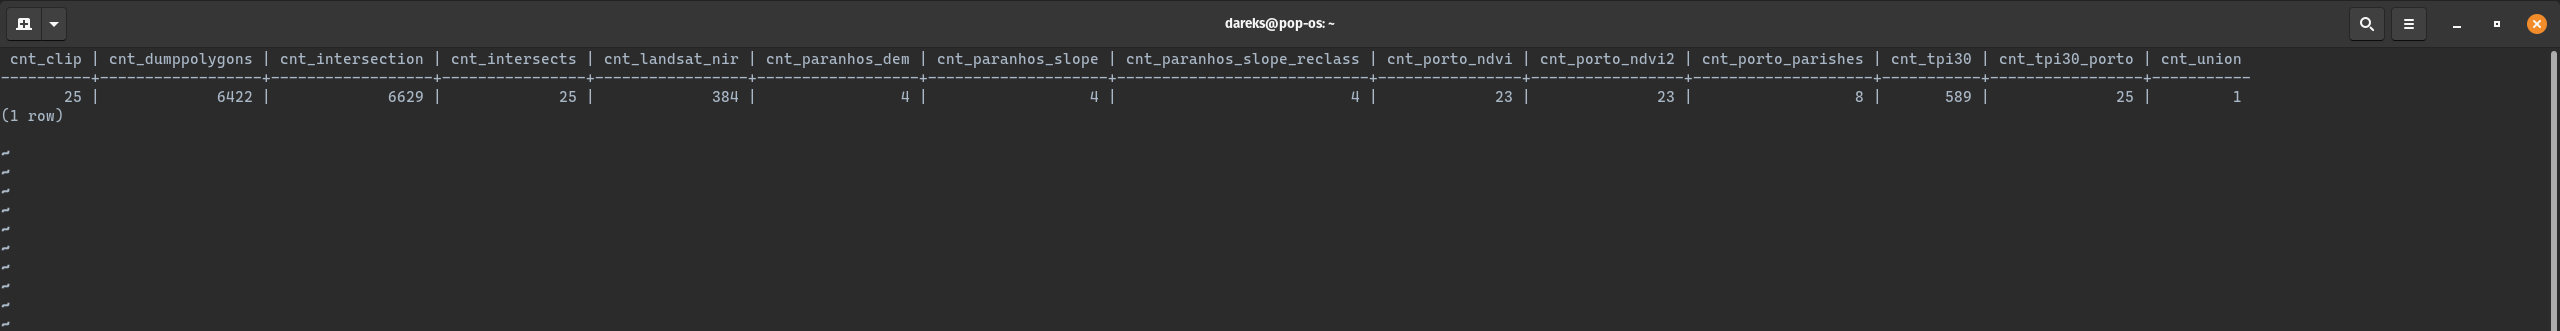 dareks@pop-os: ~
 cnt_clip | cnt_dumppolygons | cnt_intersection | cnt_intersects | cnt_landsat_nir | cnt_paranhos_dem | cnt_paranhos_slope | cnt_paranhos_slope_reclass | cnt_porto_ndvi | cnt_porto_ndvi2 | cnt_porto_parishes | cnt_tpi30 | cnt_tpi30_porto | cnt_union
----------+------------------+------------------+----------------+-----------------+------------------+--------------------+----------------------------+----------------+-----------------+--------------------+-----------+-----------------+-----------
       25 |             6422 |             6629 |             25 |             384 |                4 |                  4 |                          4 |             23 |              23 |                  8 |       589 |              25 |         1
(1 row)
~
~
~
~
~
~
~
~
~
~